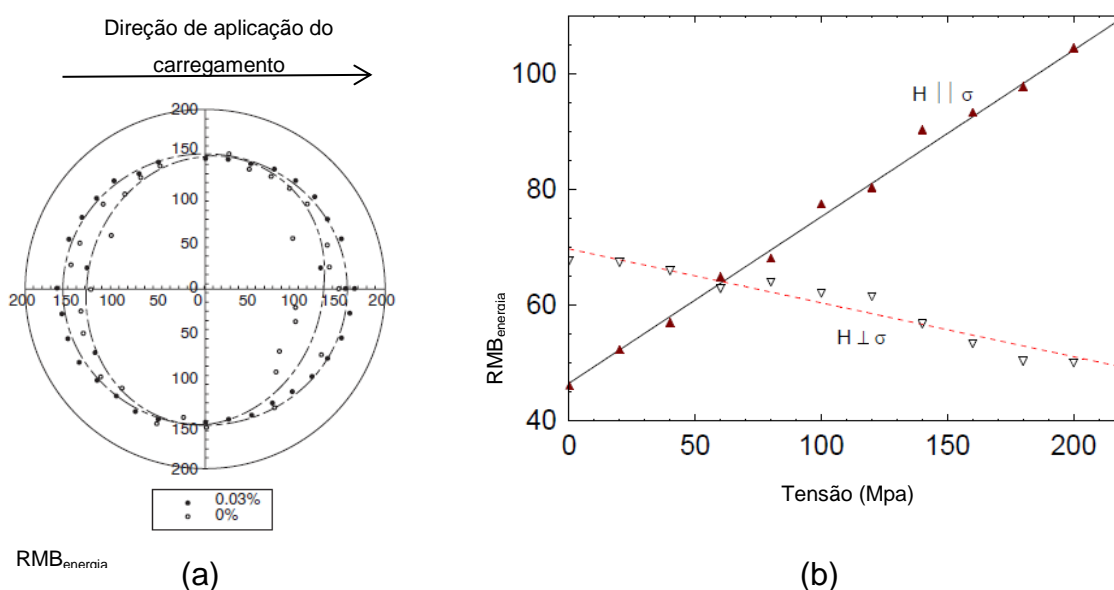 Direção de aplicação do
carregamento
200
150
100
50
0
200 150 100 50 0 50 100 150 200
50
100
150
200
0.03%
0%
RMBenergia
(a)
100
80
60
40
RMBenergia
H || σ
H ⊥ σ
0 50 100 150 200
Tensão (Mpa)
(b)